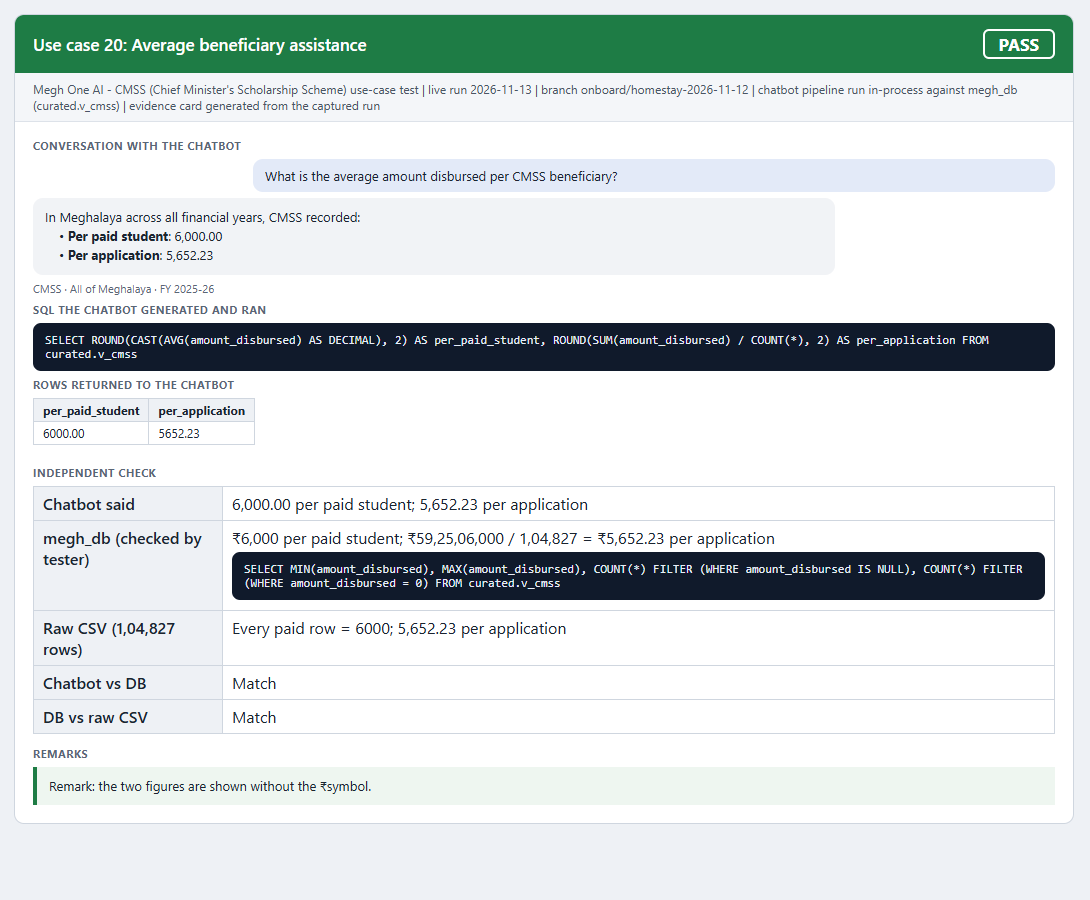 Use case 20: Average beneficiary assistance
PASS
Megh One AI - CMSS (Chief Minister's Scholarship Scheme) use-case test | live run 2026-11-13 | branch onboard/homestay-2026-11-12 | chatbot pipeline run in-process against megh_db
(curated.v_cmss) | evidence card generated from the captured run
CONVERSATION WITH THE CHATBOT
What is the average amount disbursed per CMSS beneficiary?
In Meghalaya across all financial years, CMSS recorded:
• Per paid student: 6,000.00
• Per application: 5,652.23
CMSS · All of Meghalaya · FY 2025-26
SQL THE CHATBOT GENERATED AND RAN
SELECT ROUND(CAST(AVG(amount_disbursed) AS DECIMAL), 2) AS per_paid_student, ROUND(SUM(amount_disbursed) / COUNT(*), 2) AS per_application FROM
curated.v_cmss
ROWS RETURNED TO THE CHATBOT
per_paid_student per_application
6000.00 5652.23
INDEPENDENT CHECK
Chatbot said 6,000.00 per paid student; 5,652.23 per application
megh_db (checked by
tester)
₹6,000 per paid student; ₹59,25,06,000 / 1,04,827 = ₹5,652.23 per application
SELECT MIN(amount_disbursed), MAX(amount_disbursed), COUNT(*) FILTER (WHERE amount_disbursed IS NULL), COUNT(*) FILTER
(WHERE amount_disbursed = 0) FROM curated.v_cmss
Raw CSV (1,04,827
rows)
Every paid row = 6000; 5,652.23 per application
Chatbot vs DB Match
DB vs raw CSV Match
REMARKS
Remark: the two figures are shown without the ₹symbol.